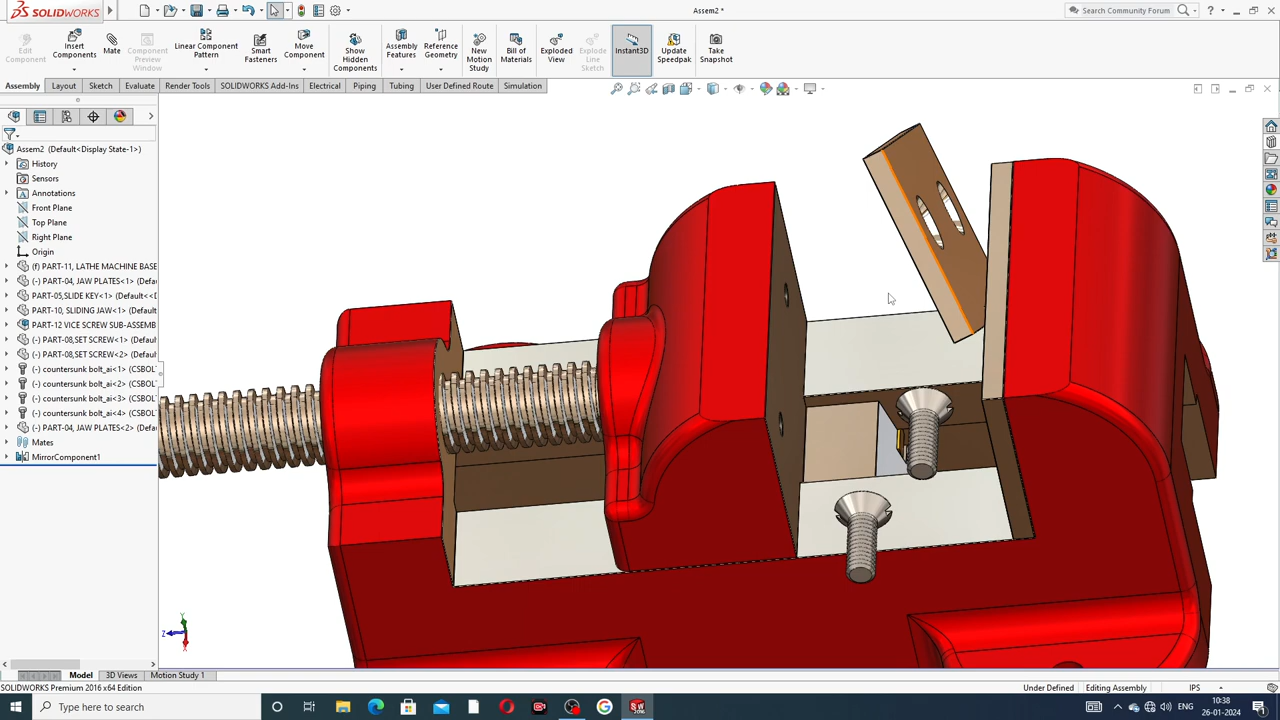 SOLIDWORKS
Assem2 *
Search Community Forum
Edit Component
Insert Components
Mate
Component Preview Window
Linear Component Pattern
Smart Fasteners
Move Component
Show Hidden Components
Assembly Features
Reference Geometry
New Motion Study
Bill of Materials
Exploded View
Explode Line Sketch
Instant3D
Update Speedpak
Take Snapshot
Assembly
Layout
Sketch
Evaluate
Render Tools
SOLIDWORKS Add-Ins
Electrical
Piping
Tubing
User Defined Route
Simulation
Assem2 (Default<Display State-1>)
History
Sensors
Annotations
Front Plane
Top Plane
Right Plane
Origin
(f) PART-11, LATHE MACHINE BASE
(-) PART-04, JAW PLATES<1> (Defau
PART-05,SLIDE KEY<1> (Default<<D
PART-10, SLIDING JAW<1> (Default
PART-12 VICE SCREW SUB-ASSEMB
(-) PART-08,SET SCREW<1> (Defaul
(-) PART-08,SET SCREW<2> (Defaul
(-) countersunk bolt_ai<1> (CSBOL
(-) countersunk bolt_ai<2> (CSBOL
(-) countersunk bolt_ai<3> (CSBOL
(-) countersunk bolt_ai<4> (CSBOL
(-) PART-04, JAW PLATES<2> (Defau
Mates
MirrorComponent1
Y
Z
X
Model
3D Views
Motion Study 1
SOLIDWORKS Premium 2016 x64 Edition
Under Defined
Editing Assembly
IPS
Type here to search
10:38
26-01-2024